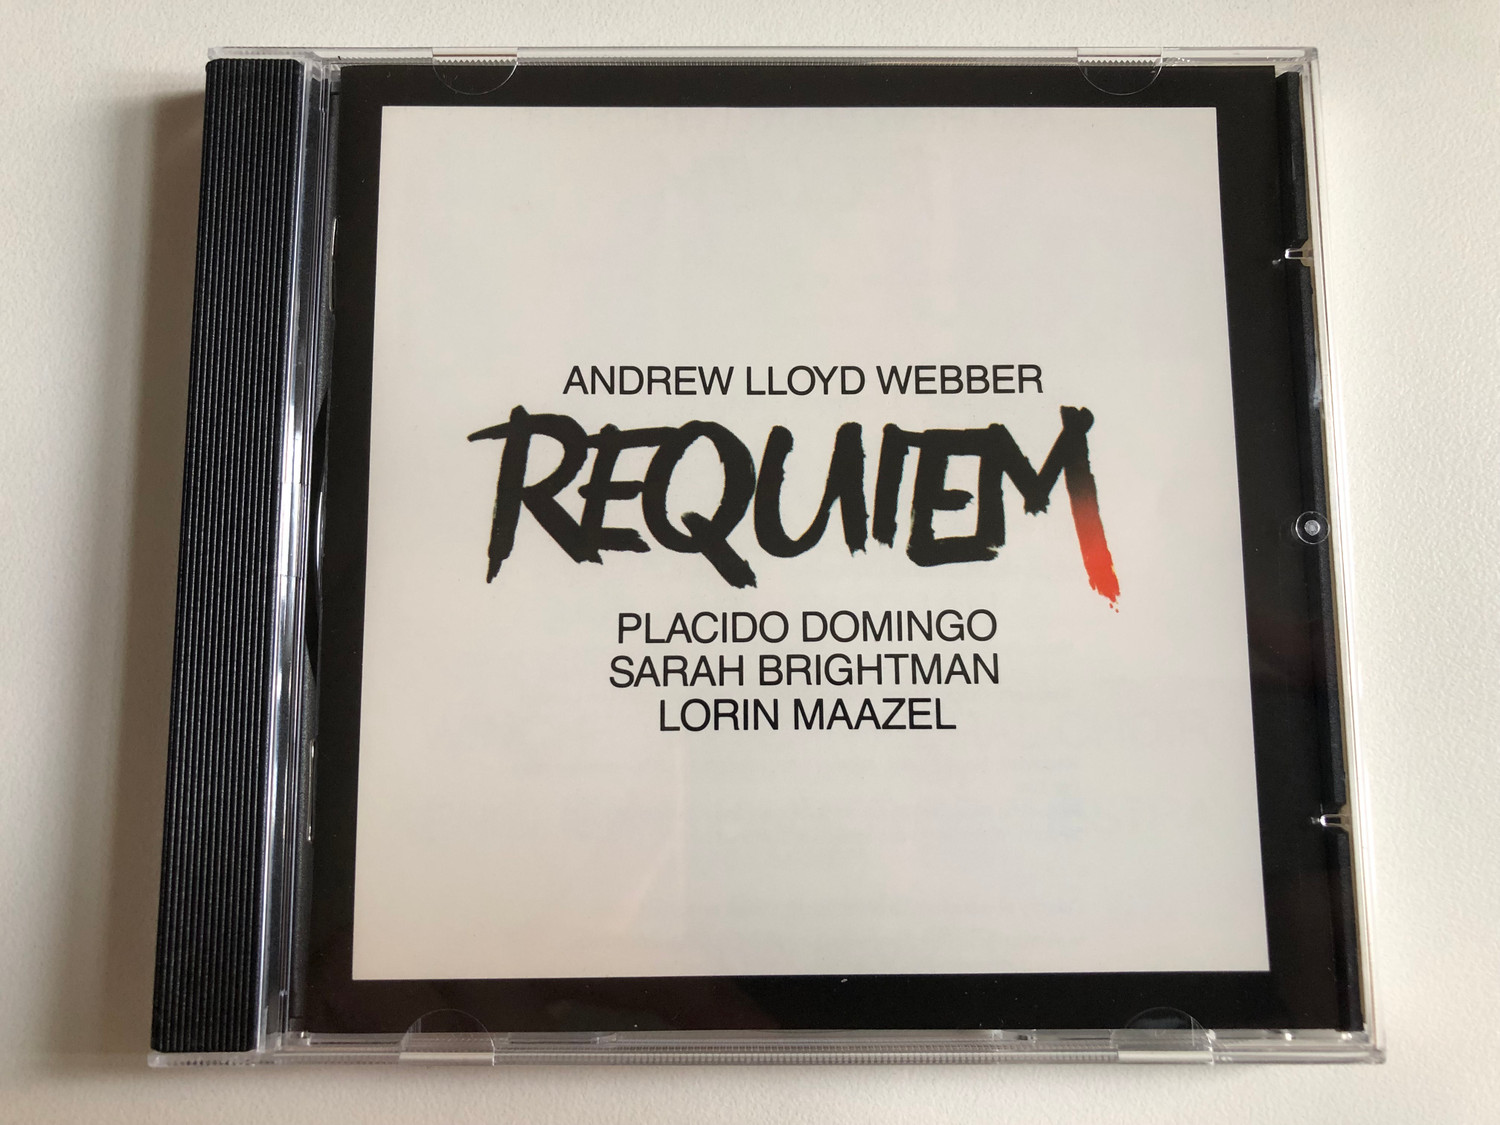 ANDREW LLOYD WEBBER
REQUIEM
PLACIDO DOMINGO
SARAH BRIGHTMAN
LORIN MAAZEL